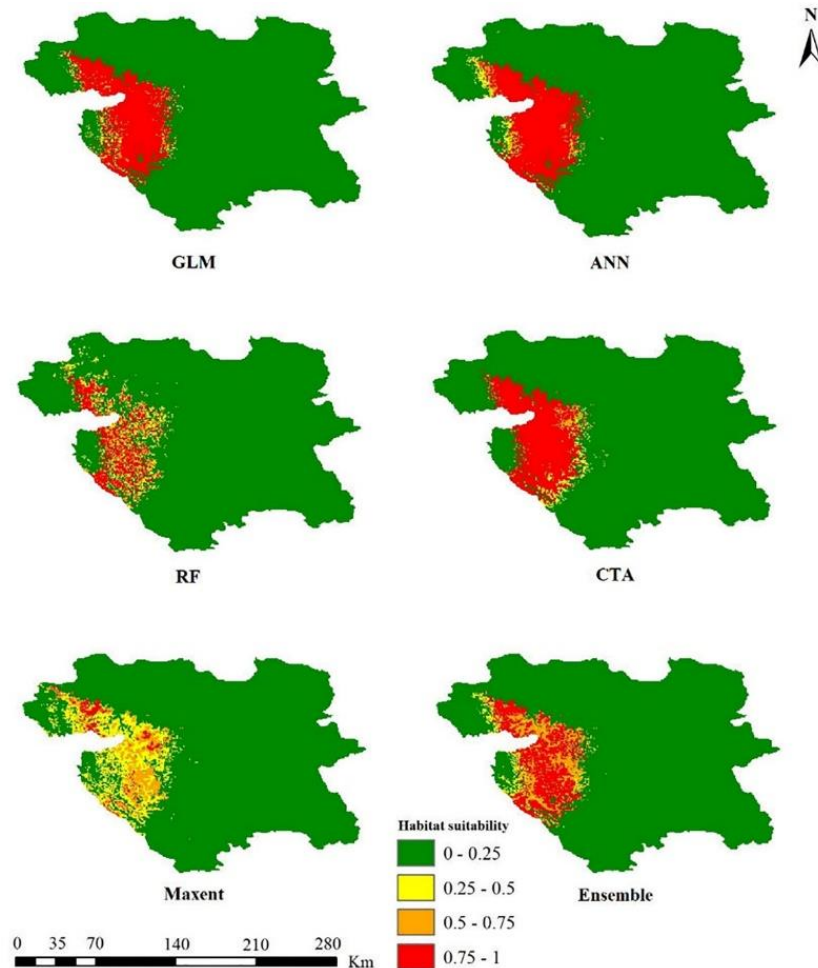 N
GLM
ANN
RF
CTA
Maxent
Ensemble
Habitat suitability
0 - 0.25
0.25 - 0.5
0.5 - 0.75
0.75 - 1
0 35 70 140 210 280
Km